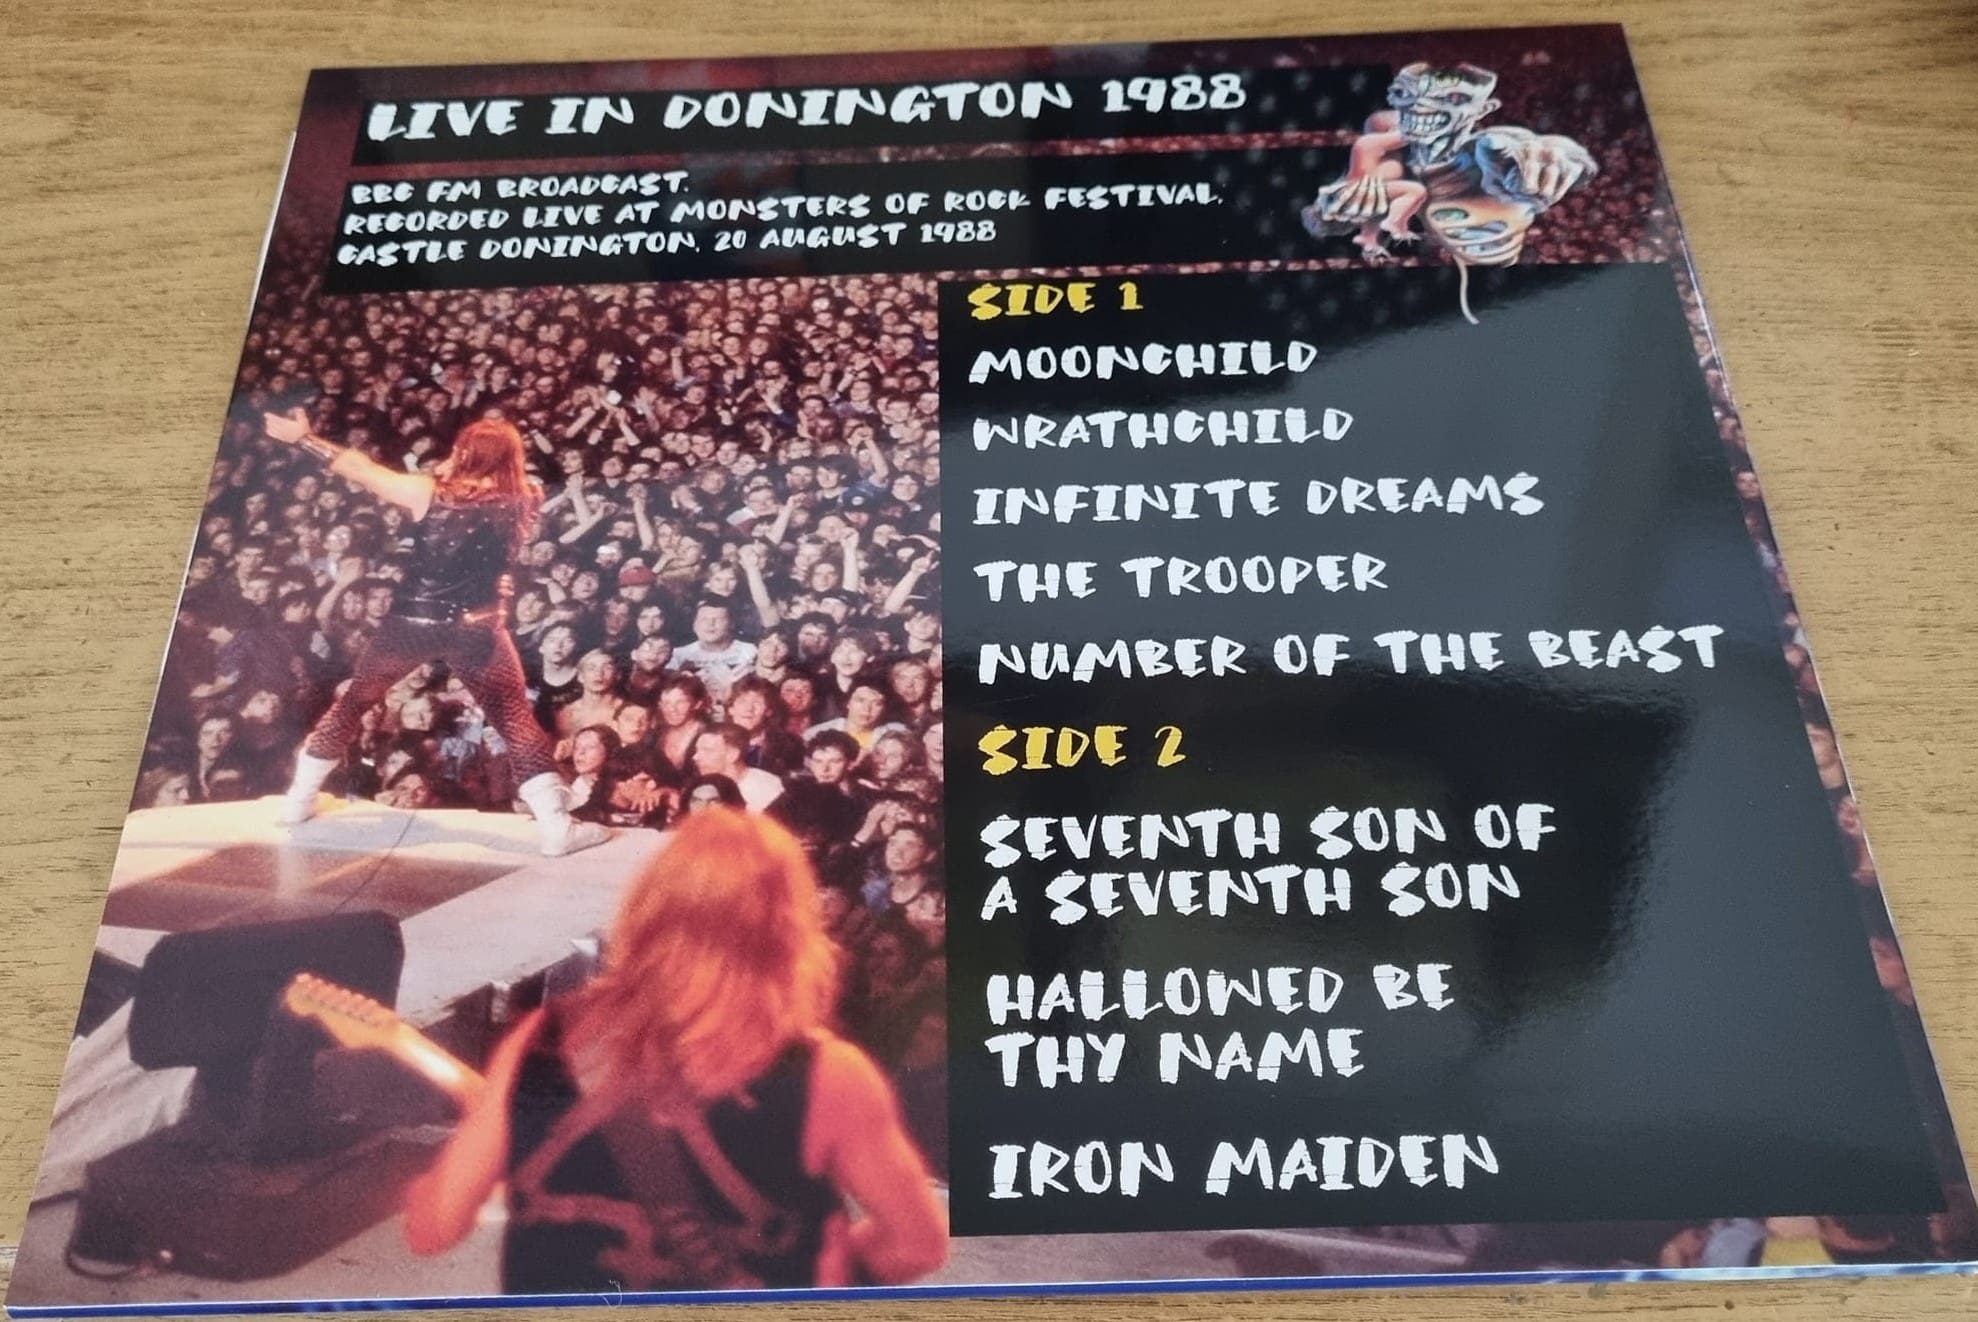 LIVE IN DONINGTON 1988
BBC FM BROADCAST.
RECORDED LIVE AT MONSTERS OF ROCK FESTIVAL,
CASTLE DONINGTON, 20 AUGUST 1988
SIDE 1
MOONCHILD
WRATHCHILD
INFINITE DREAMS
THE TROOPER
NUMBER OF THE BEAST
SIDE 2
SEVENTH SON OF
A SEVENTH SON
HALLOWED BE
THY NAME
IRON MAIDEN